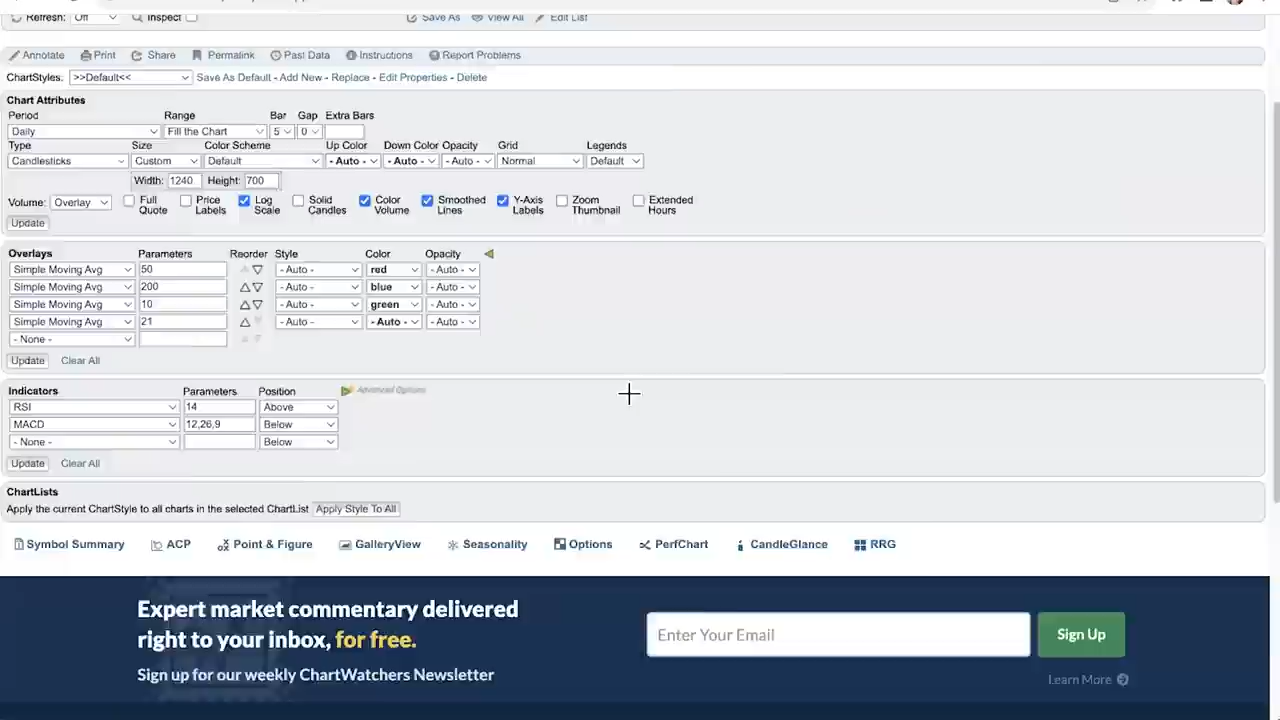 Refresh: Off Inspect Save As View All Edit List
Annotate Print Share Permalink Past Data Instructions Report Problems
ChartStyles: >>Default<< Save As Default - Add New - Replace - Edit Properties - Delete
Chart Attributes
Period Range Bar Gap Extra Bars
Daily Fill the Chart 5 0
Type Size Color Scheme Up Color Down Color Opacity Grid Legends
Candlesticks Custom Default - Auto - - Auto - - Auto - Normal Default
Width: 1240 Height: 700
Volume: Overlay Full Quote Price Labels Log Scale Solid Candles Color Volume Smoothed Lines Y-Axis Labels Zoom Thumbnail Extended Hours
Update
Overlays Parameters Reorder Style Color Opacity
Simple Moving Avg 50 - Auto - red - Auto -
Simple Moving Avg 200 - Auto - blue - Auto -
Simple Moving Avg 10 - Auto - green - Auto -
Simple Moving Avg 21 - Auto - - Auto - - Auto -
- None -
Update Clear All
Indicators Parameters Position Advanced Options
RSI 14 Above
MACD 12,26,9 Below
- None - Below
Update Clear All
ChartLists
Apply the current ChartStyle to all charts in the selected ChartList Apply Style To All
Symbol Summary ACP Point & Figure GalleryView Seasonality Options PerfChart CandleGlance RRG
Expert market commentary delivered
right to your inbox, for free.
Enter Your Email Sign Up
Sign up for our weekly ChartWatchers Newsletter
Learn More